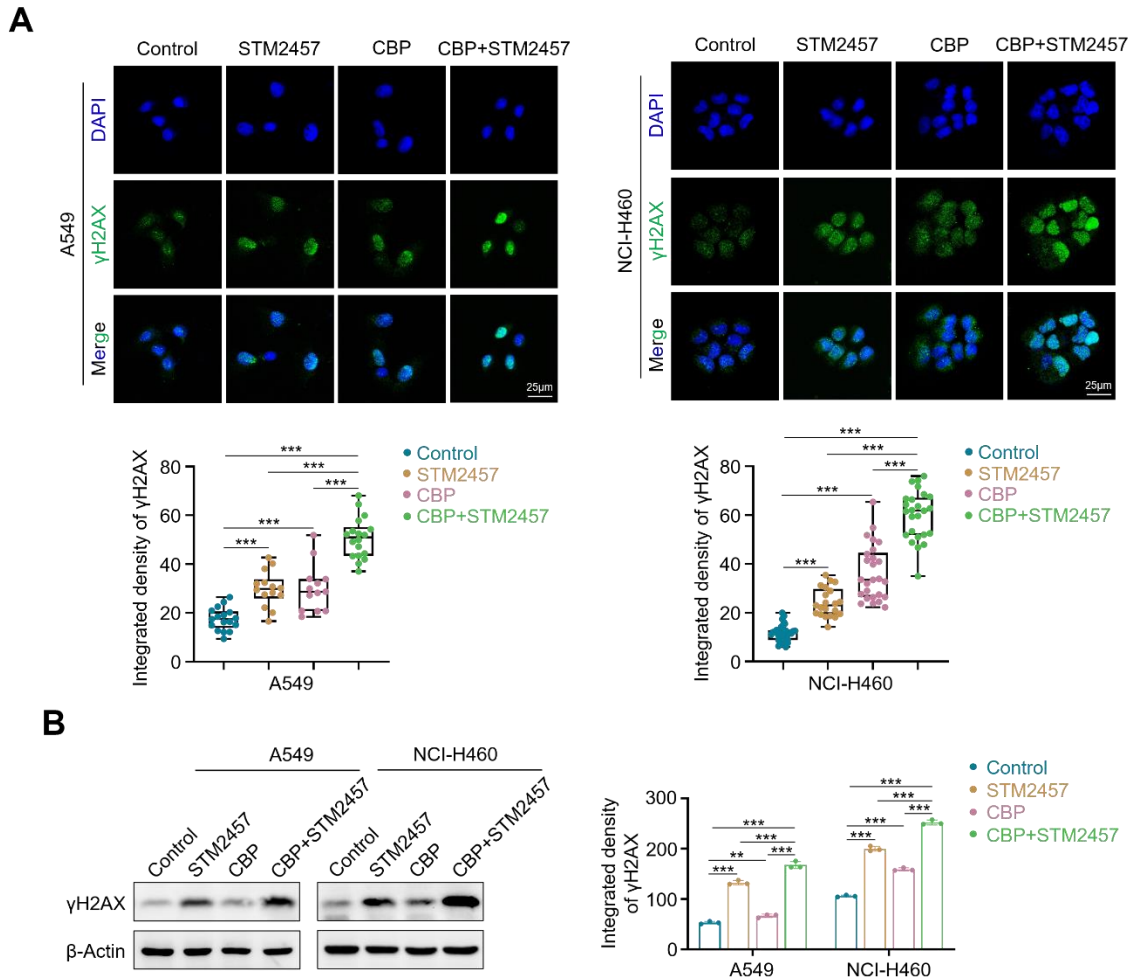 A
Control STM2457 CBP CBP+STM2457
A549
DAPI
γH2AX
Merge
25μm
Control STM2457 CBP CBP+STM2457
NCI-H460
DAPI
γH2AX
Merge
25μm
Integrated density of γH2AX
80
60
40
20
0
***
***
***
***
***
A549
Control
STM2457
CBP
CBP+STM2457
Integrated density of γH2AX
80
60
40
20
0
***
***
***
***
***
NCI-H460
Control
STM2457
CBP
CBP+STM2457
B
A549 NCI-H460
Control STM2457 CBP CBP+STM2457 Control STM2457 CBP CBP+STM2457
γH2AX
β-Actin
Integrated density
of γH2AX
300
200
100
0
***
***
** ***
***
***
***
*** ***
***
A549 NCI-H460
Control
STM2457
CBP
CBP+STM2457